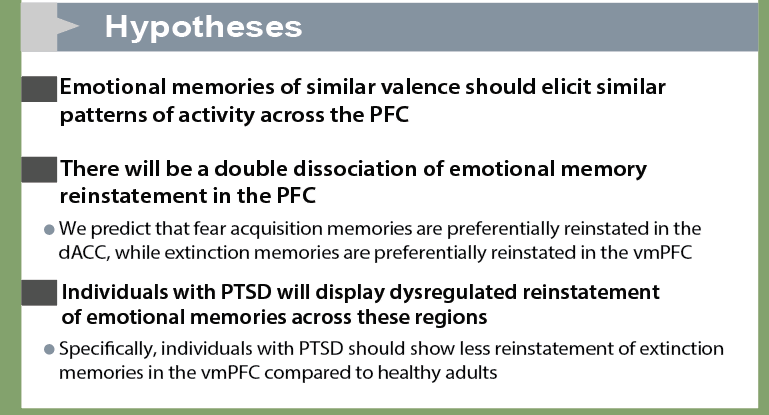 Hypotheses
Emotional memories of similar valence should elicit similar
patterns of activity across the PFC
There will be a double dissociation of emotional memory
reinstatement in the PFC
We predict that fear acquisition memories are preferentially reinstated in the
dACC, while extinction memories are preferentially reinstated in the vmPFC
Individuals with PTSD will display dysregulated reinstatement
of emotional memories across these regions
Specifically, individuals with PTSD should show less reinstatement of extinction
memories in the vmPFC compared to healthy adults